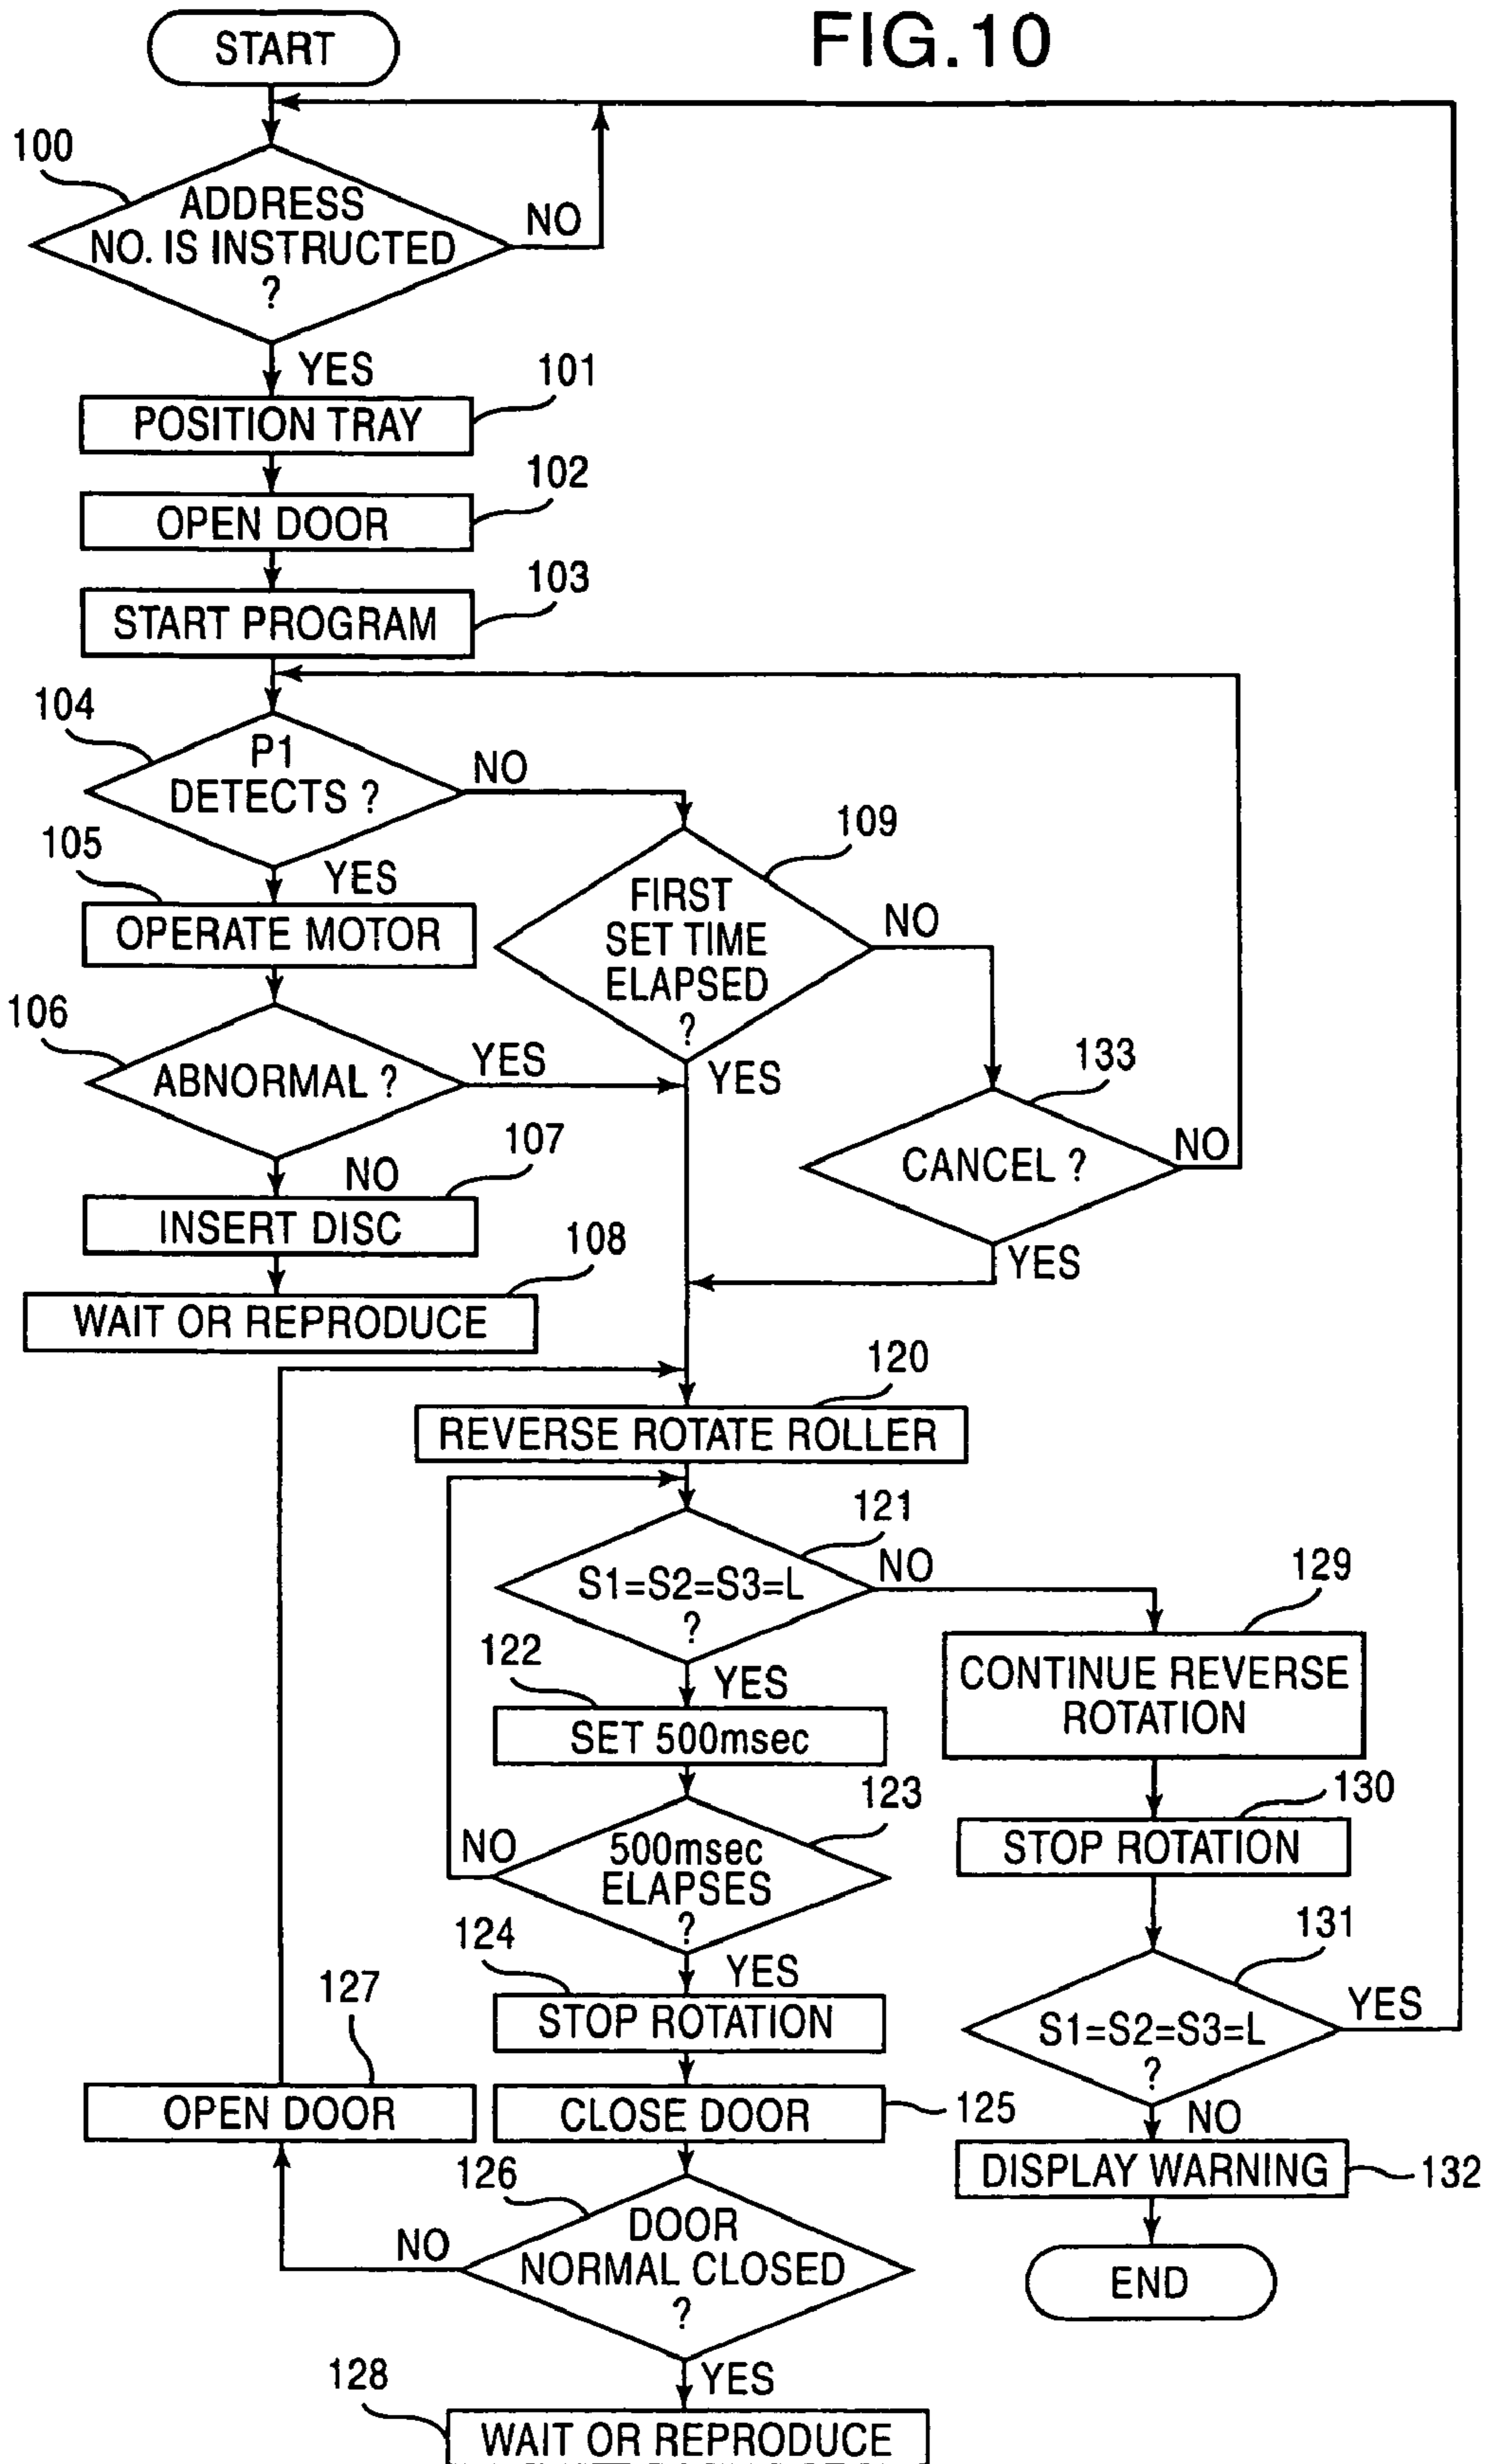 FIG.10
START
100
ADDRESS
NO. IS INSTRUCTED
?
NO
YES
101
POSITION TRAY
102
OPEN DOOR
103
START PROGRAM
104
P1
DETECTS ?
NO
YES
105
OPERATE MOTOR
109
FIRST
SET TIME
ELAPSED
?
NO
YES
106
ABNORMAL ?
YES
NO
133
CANCEL ?
NO
YES
107
INSERT DISC
108
WAIT OR REPRODUCE
120
REVERSE ROTATE ROLLER
121
S1=S2=S3=L
?
NO
YES
122
SET 500msec
123
500msec
ELAPSES
?
NO
YES
124
STOP ROTATION
125
CLOSE DOOR
126
DOOR
NORMAL CLOSED
?
NO
YES
127
OPEN DOOR
128
WAIT OR REPRODUCE
129
CONTINUE REVERSE
ROTATION
130
STOP ROTATION
131
S1=S2=S3=L
?
YES
NO
DISPLAY WARNING
132
END